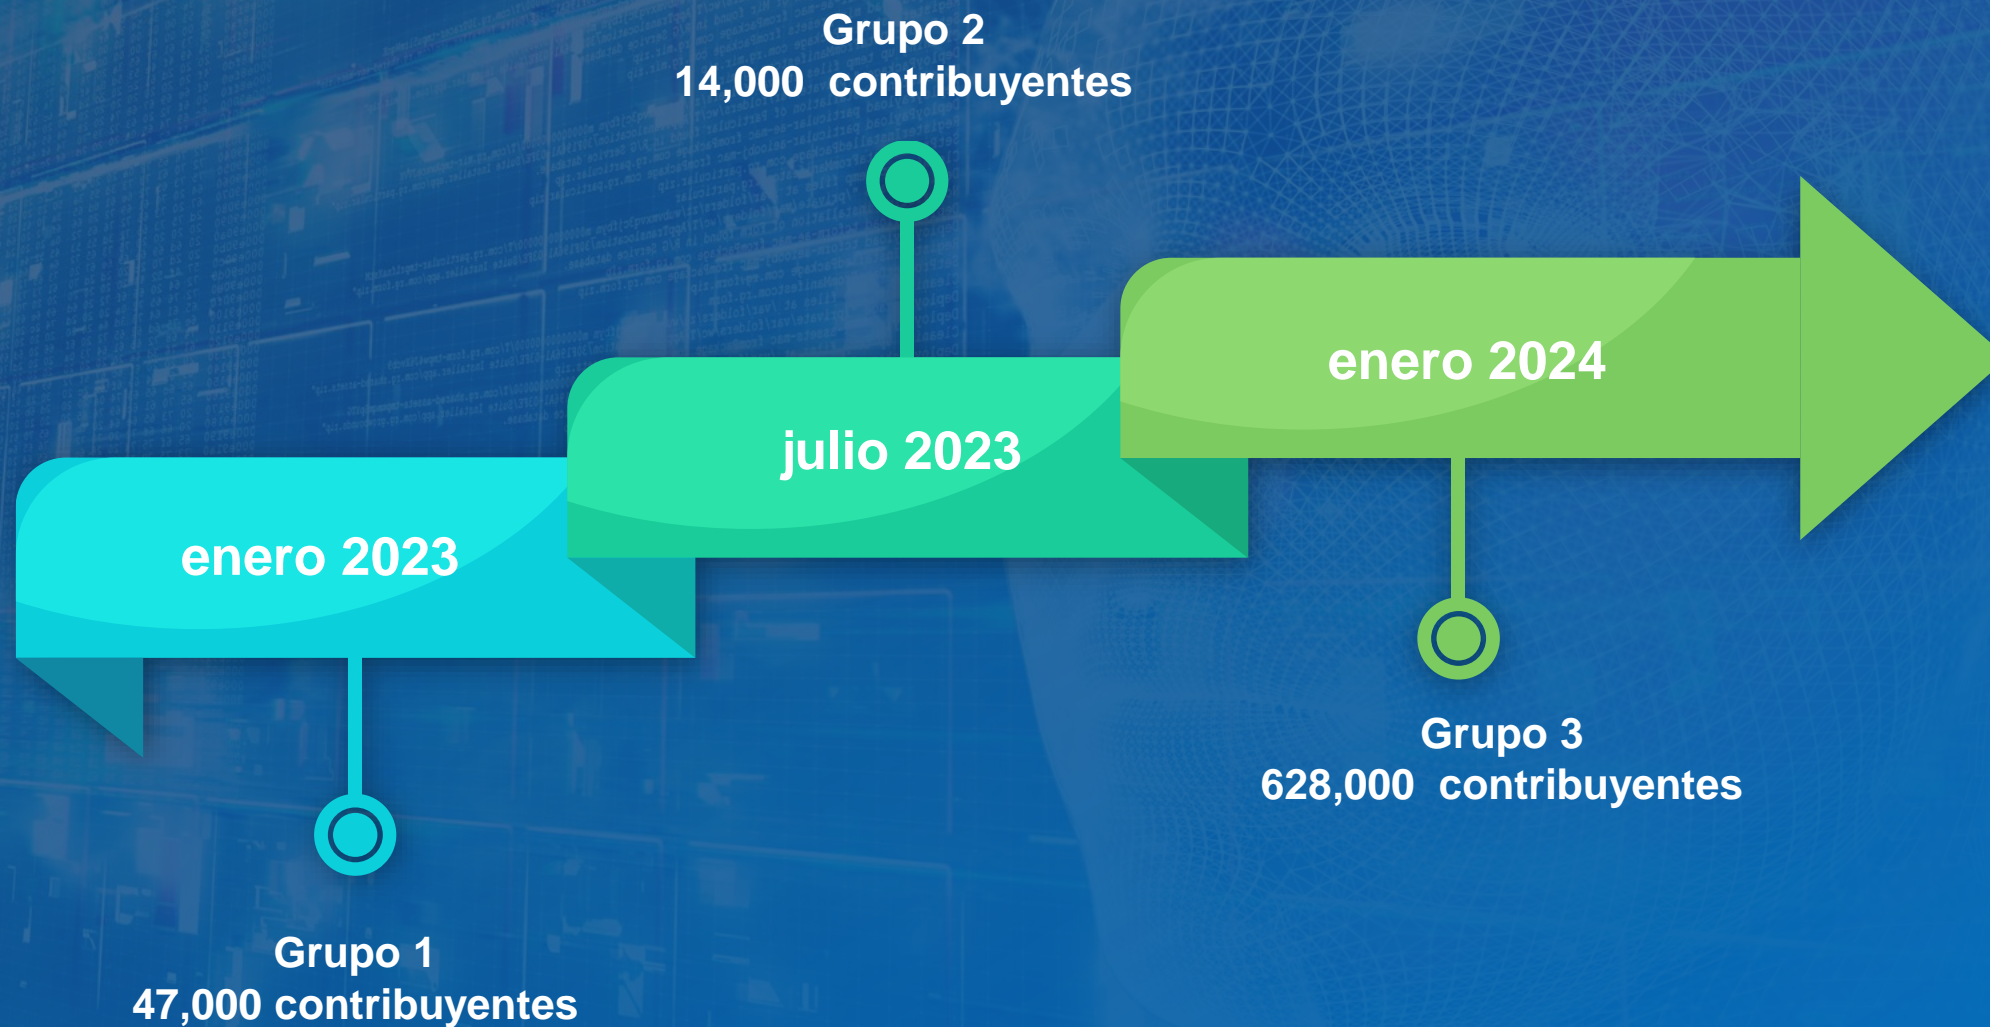 Grupo 2
14,000 contribuyentes
enero 2024
julio 2023
enero 2023
Grupo 3
628,000 contribuyentes
Grupo 1
47,000 contribuyentes